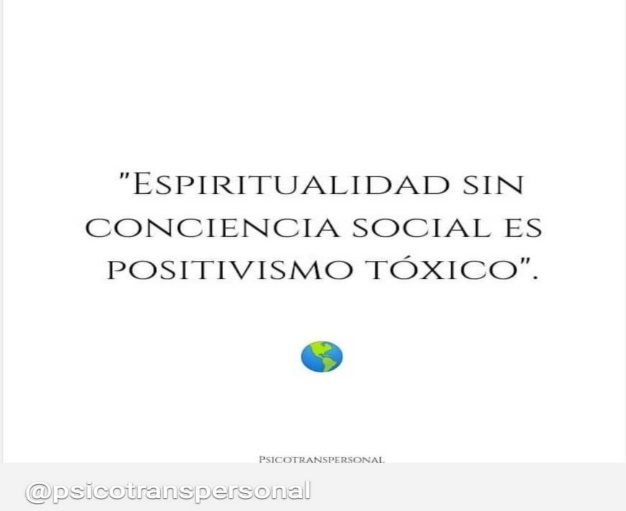 "ESPIRITUALIDAD SIN
CONCIENCIA SOCIAL ES
POSITIVISMO TÓXICO".
PSICOTRANSPERSONAL
@psicotranspersonal